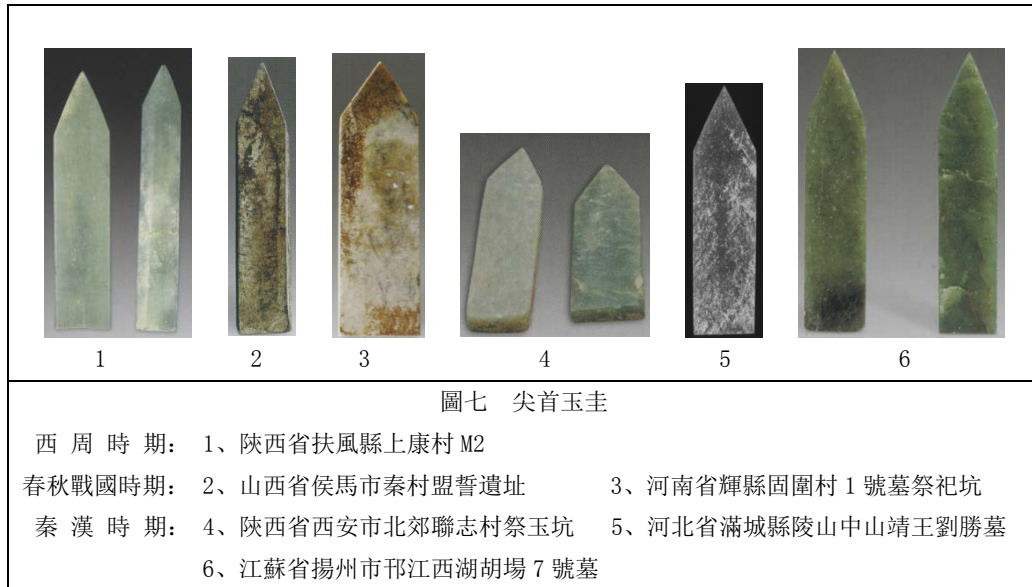 1 2 3 4 5 6
圖七 尖首玉圭
西周時期： 1、陝西省扶風縣上康村 M2
春秋戰國時期： 2、山西省侯馬市秦村盟誓遺址 3、河南省輝縣固圍村 1 號墓祭祀坑
秦漢時期： 4、陝西省西安市北郊聯志村祭玉坑 5、河北省滿城縣陵山中山靖王劉勝墓
6、江蘇省揚州市邗江西湖胡場 7 號墓